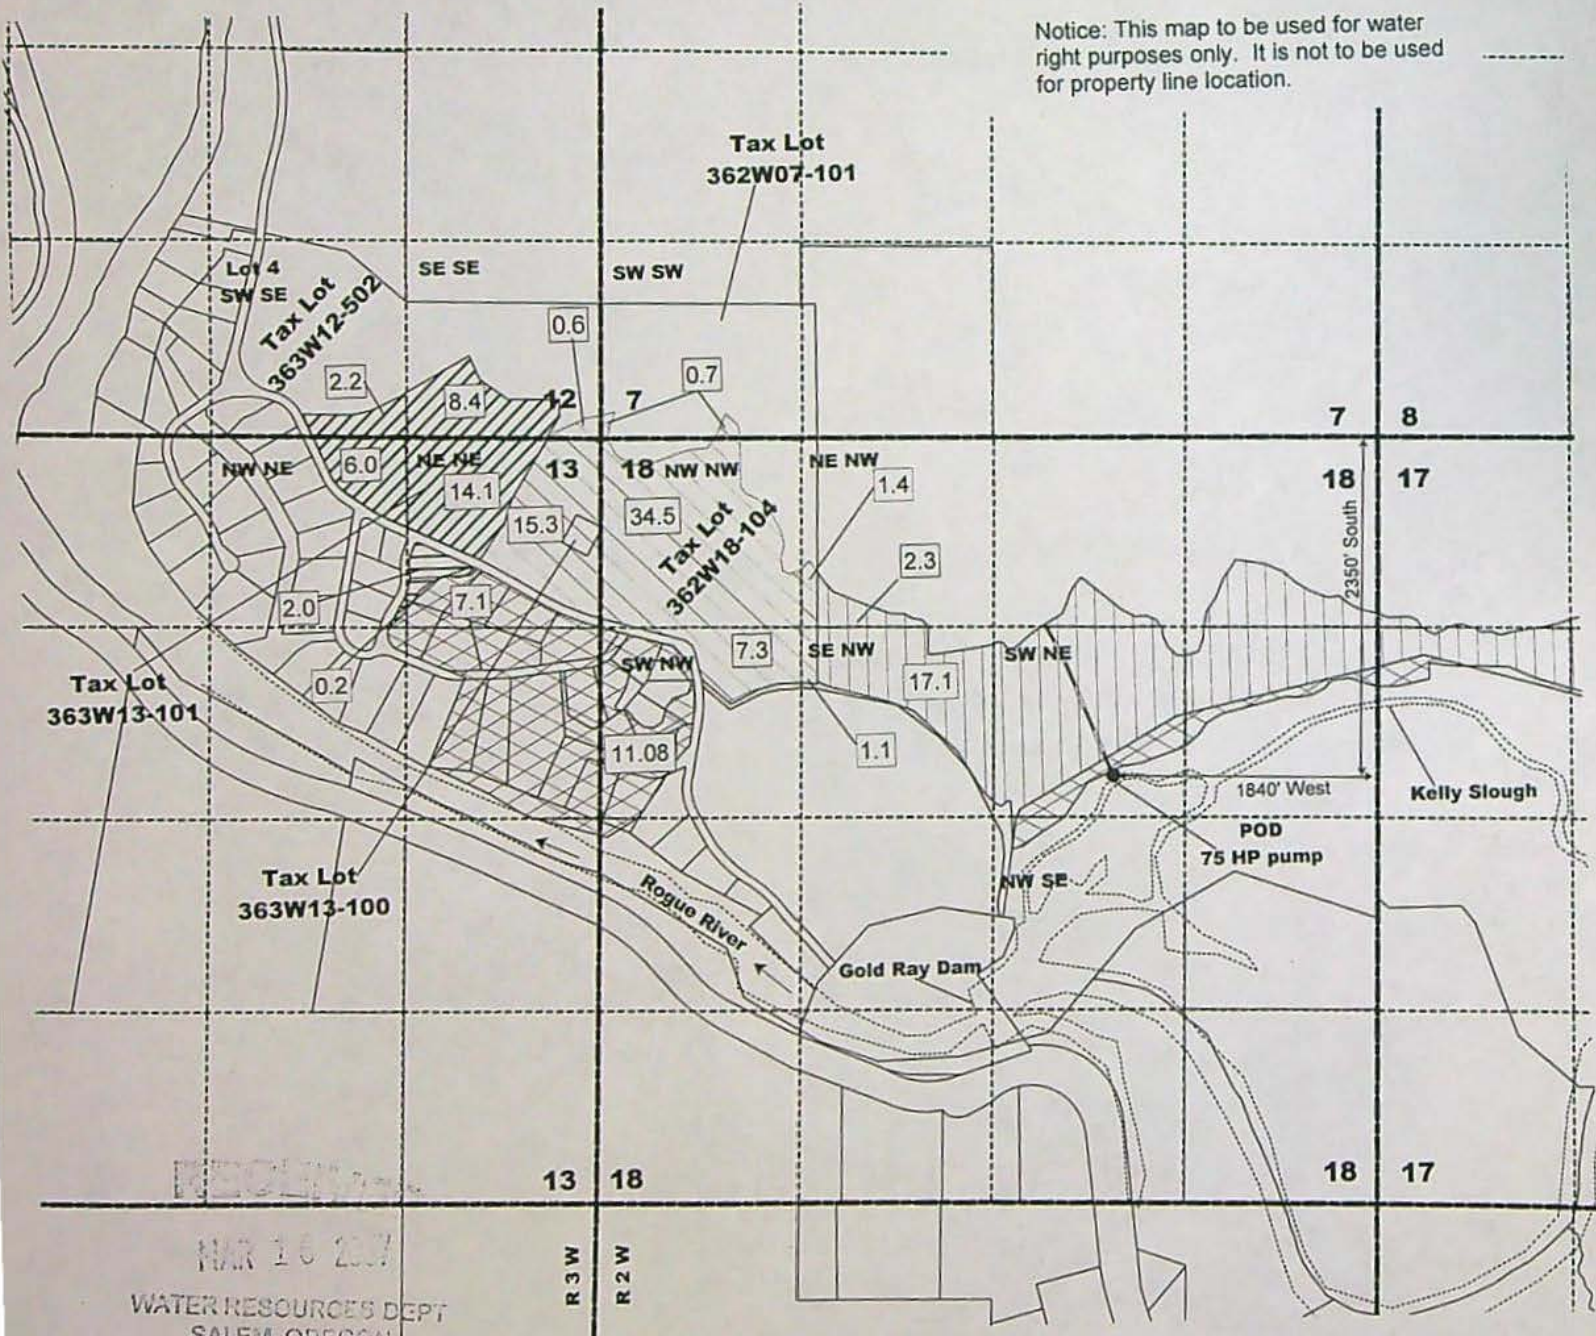 Notice: This map to be used for water
right purposes only. It is not to be used
for property line location.
Tax Lot
362W07-101
Lot 4
SW SE
SE SE
SW SW
Tax Lot
363W12-502
0.6
2.2
8.4
0.7
12
7
7
8
NW NE
6.0
NE NE
14.1
13
18
NW NW
NE NW
18
17
1.4
15.3
34.5
Tax Lot
362W18-104
2350' South
2.3
2.0
7.1
SW NW
7.3
SE NW
SW NE
17.1
0.2
Tax Lot
363W13-101
11.08
1.1
1840' West
Kelly Slough
POD
75 HP pump
Tax Lot
363W13-100
Rogue River
NW SE
Gold Ray Dam
13
18
18
17
R 3 W
R 2 W
RECEIVED
MAR 16 2007
WATER RESOURCES DEPT
SALEM, OREGON